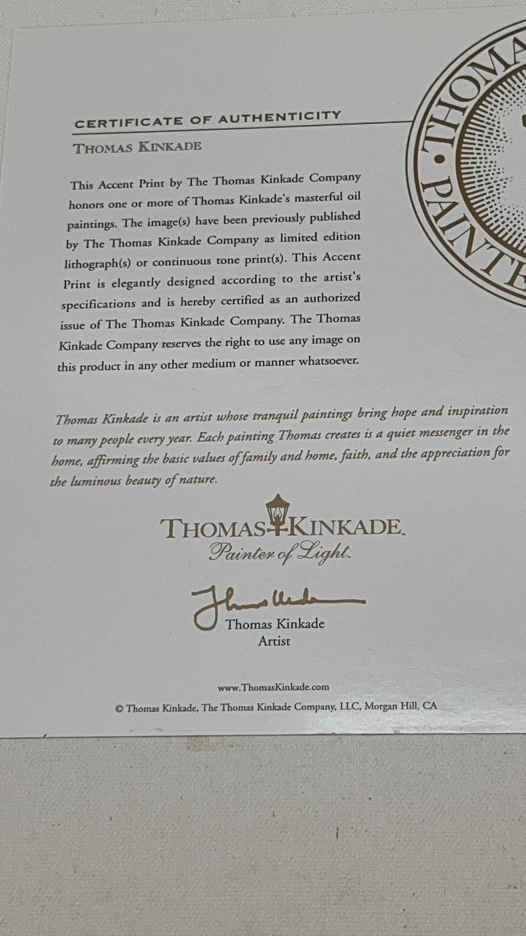 CERTIFICATE OF AUTHENTICITY
THOMAS KINKADE
This Accent Print by The Thomas Kinkade Company
honors one or more of Thomas Kinkade's masterful oil
paintings. The image(s) have been previously published
by The Thomas Kinkade Company as limited edition
lithograph(s) or continuous tone print(s). This Accent
Print is elegantly designed according to the artist's
specifications and is hereby certified as an authorized
issue of The Thomas Kinkade Company. The Thomas
Kinkade Company reserves the right to use any image on
this product in any other medium or manner whatsoever.
THOMA
PAINTE
Thomas Kinkade is an artist whose tranquil paintings bring hope and inspiration
to many people every year. Each painting Thomas creates is a quiet messenger in the
home, affirming the basic values of family and home, faith, and the appreciation for
the luminous beauty of nature.
THOMAS KINKADE
Painter of Light
Thomas Kinkade
Artist
www.ThomasKinkade.com
© Thomas Kinkade, The Thomas Kinkade Company, LLC, Morgan Hill, CA